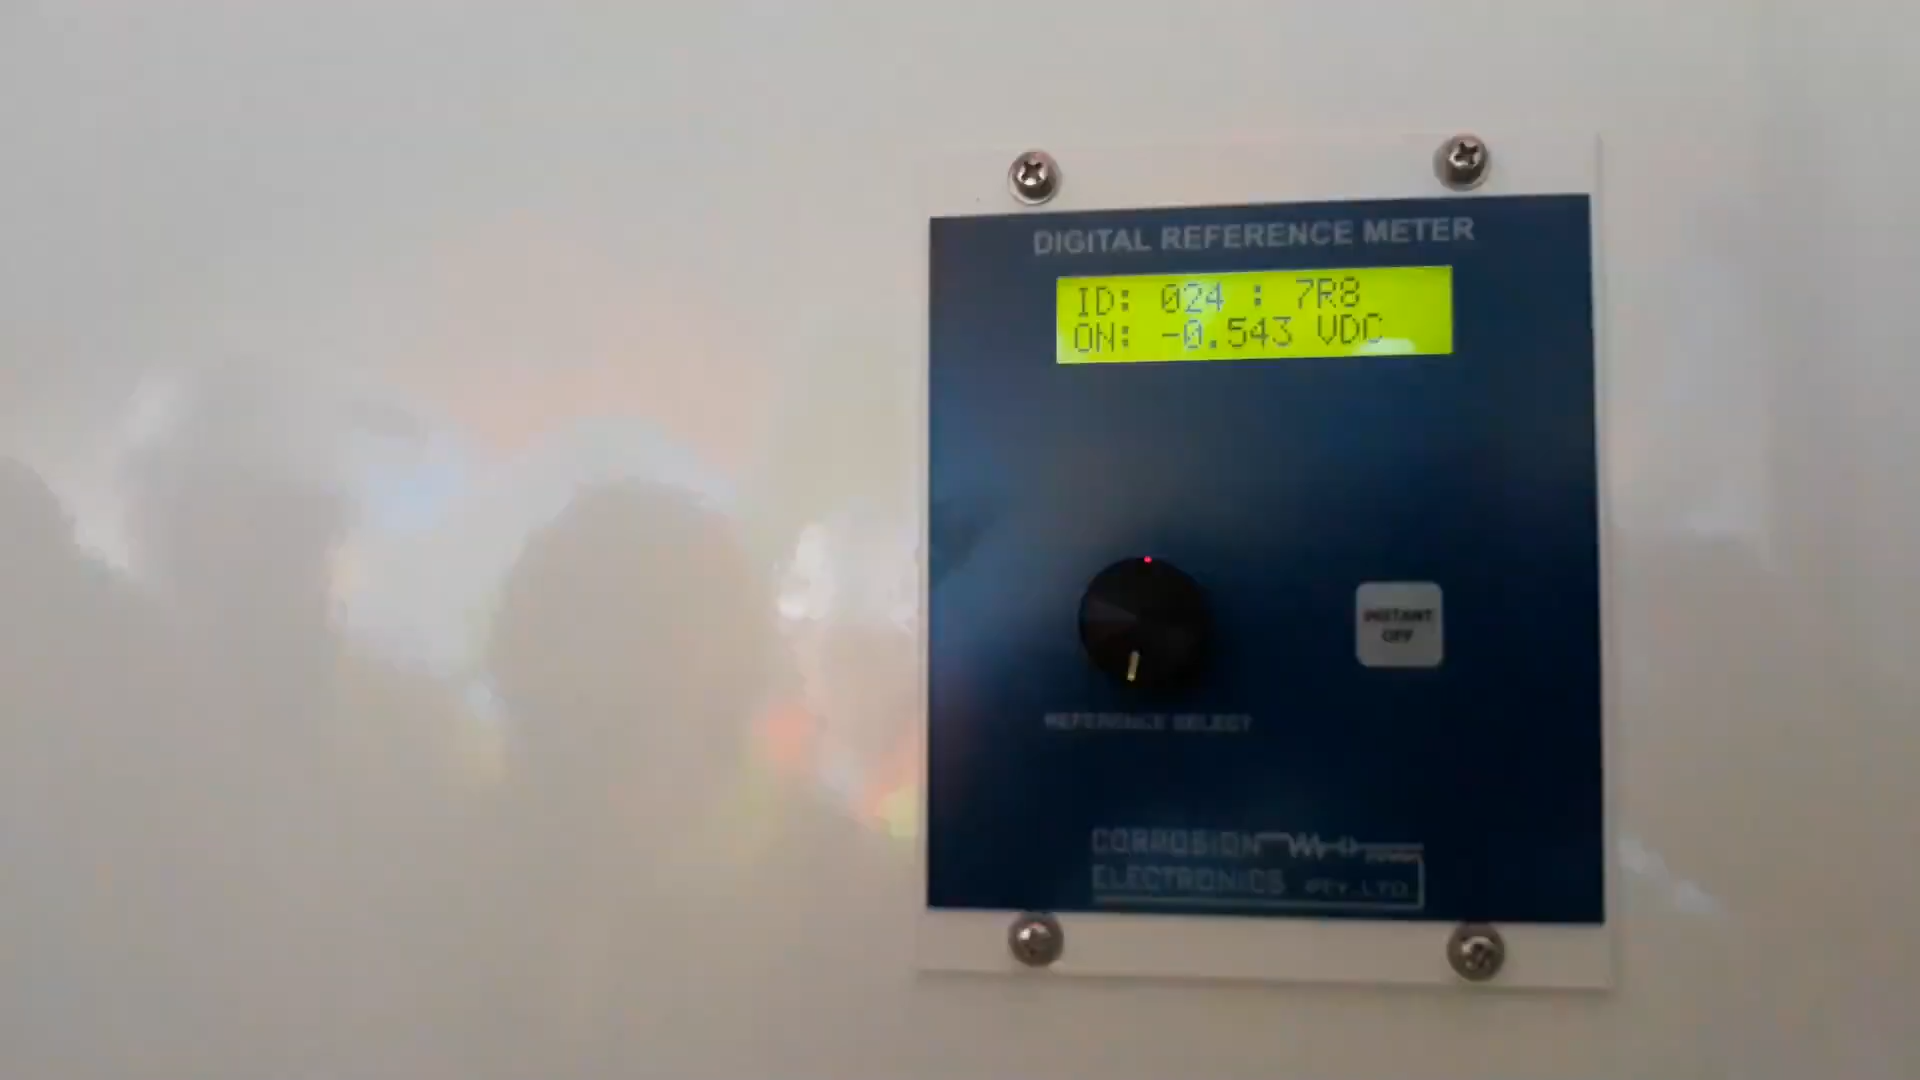 DIGITAL REFERENCE METER
ID: 024 : 7R8
ON: -0.543 VDC
INSTANT
OFF
REFERENCE SELECT
CORROSION
ELECTRONICS PTY. LTD.